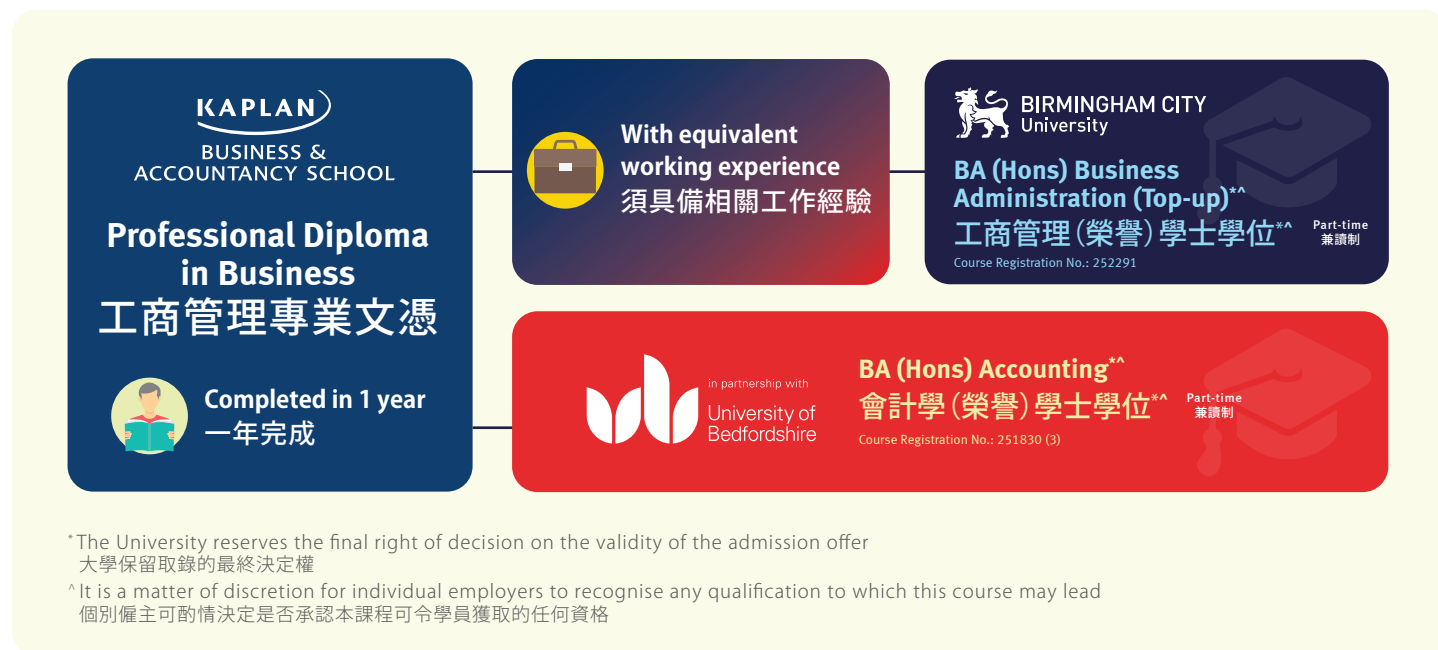 KAPLAN
BUSINESS &
ACCOUNTANCY SCHOOL
Professional Diploma
in Business
工商管理專業文憑
Completed in 1 year
一年完成
With equivalent
working experience
須具備相關工作經驗
BIRMINGHAM CITY
University
BA (Hons) Business
Administration (Top-up)*^
工商管理(榮譽)學士學位*^
Part-time
兼讀制
Course Registration No.: 252291
in partnership with
University of
Bedfordshire
BA (Hons) Accounting*^
會計學(榮譽)學士學位*^
Part-time
兼讀制
Course Registration No.: 251830 (3)
* The University reserves the final right of decision on the validity of the admission offer
大學保留取錄的最終決定權
^ It is a matter of discretion for individual employers to recognise any qualification to which this course may lead
個別僱主可酌情決定是否承認本課程可令學員獲取的任何資格